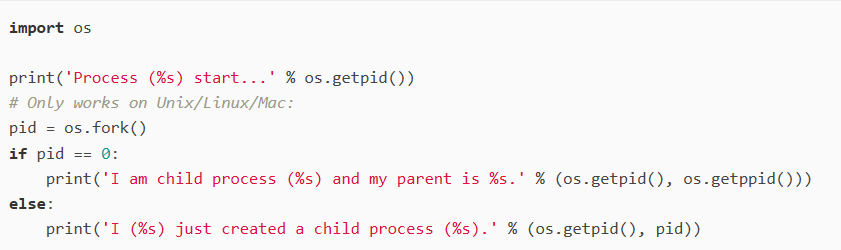 import os
print('Process (%s) start...' % os.getpid())
# Only works on Unix/Linux/Mac:
pid = os.fork()
if pid == 0:
    print('I am child process (%s) and my parent is %s.' % (os.getpid(), os.getppid()))
else:
    print('I (%s) just created a child process (%s).' % (os.getpid(), pid))